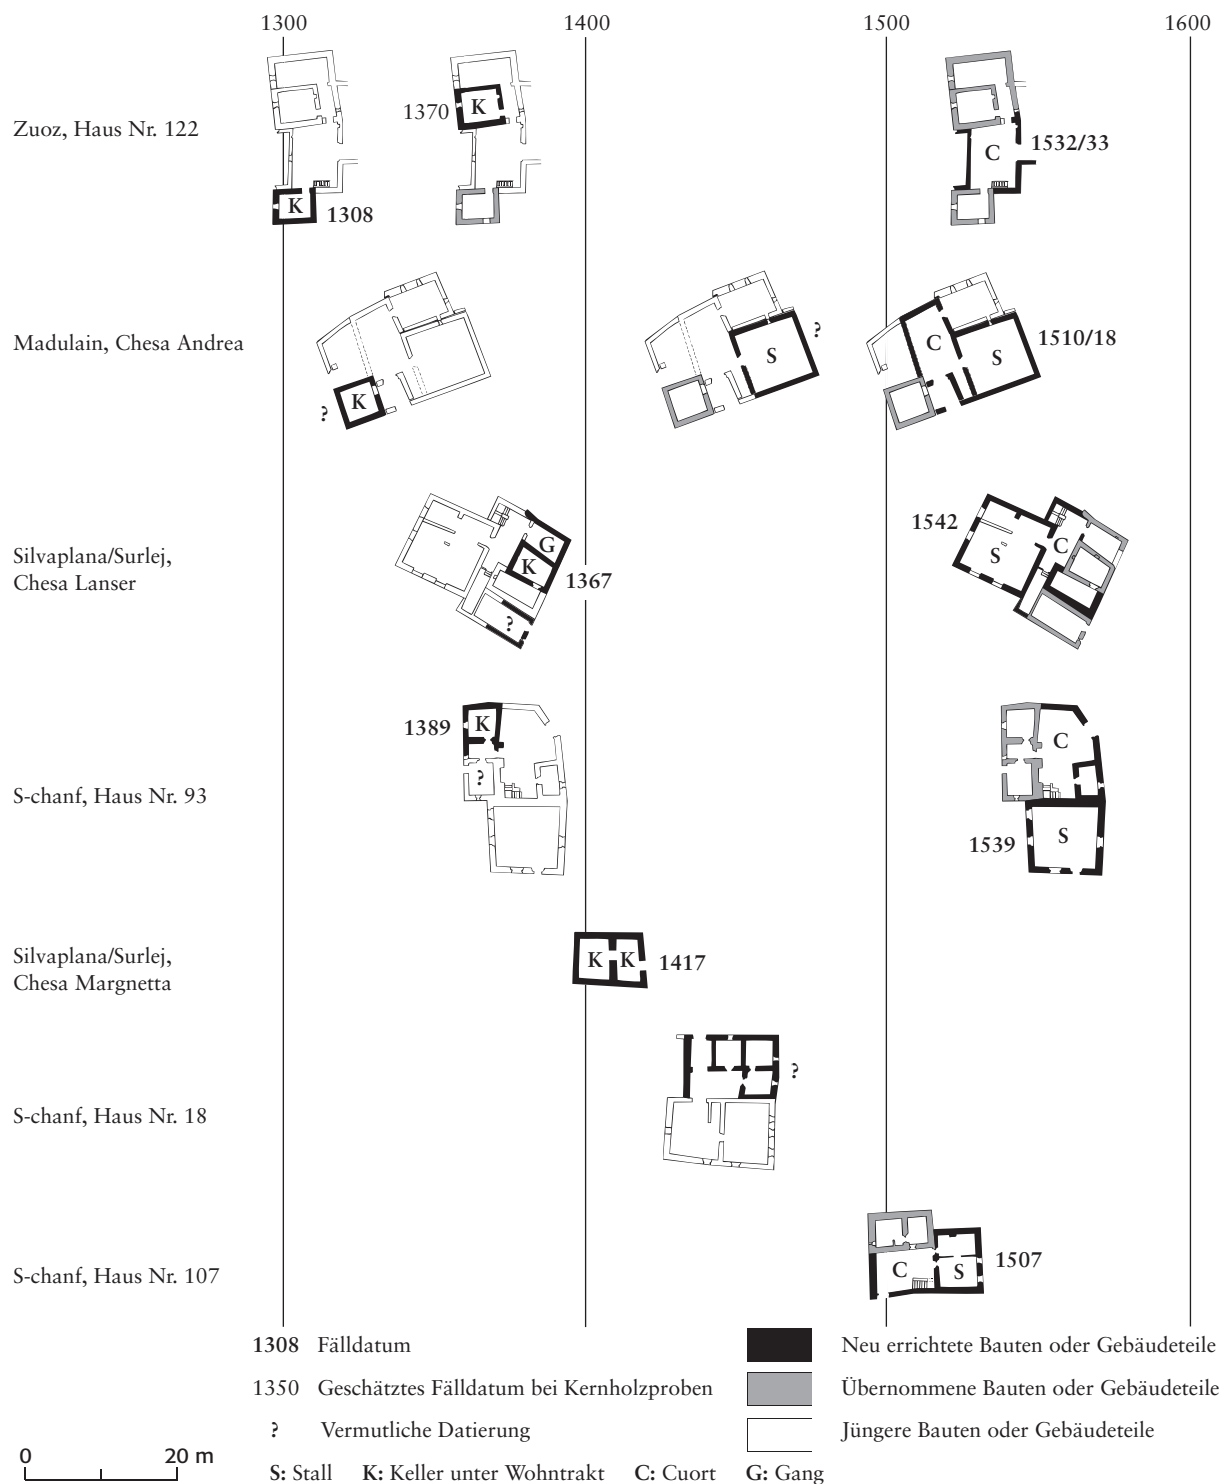 1300 1400 1500 1600
Zuoz, Haus Nr. 122
K
1308
1370
K
C
1532/33
Madulain, Chesa Andrea
K
?
S
?
C
S
1510/18
Silvaplana/Surlej,
Chesa Lanser
G
K
1367
?
1542
S
C
S-chanf, Haus Nr. 93
1389
K
?
C
1539
S
Silvaplana/Surlej,
Chesa Margnetta
K K
1417
S-chanf, Haus Nr. 18
?
S-chanf, Haus Nr. 107
C
S
1507
1308 Fälldatum
1350 Geschätztes Fälldatum bei Kernholzproben
? Vermutliche Datierung
Neu errichtete Bauten oder Gebäudeteile
Übernommene Bauten oder Gebäudeteile
Jüngere Bauten oder Gebäudeteile
0 20 m
S: Stall K: Keller unter Wohntrakt C: Cuort G: Gang